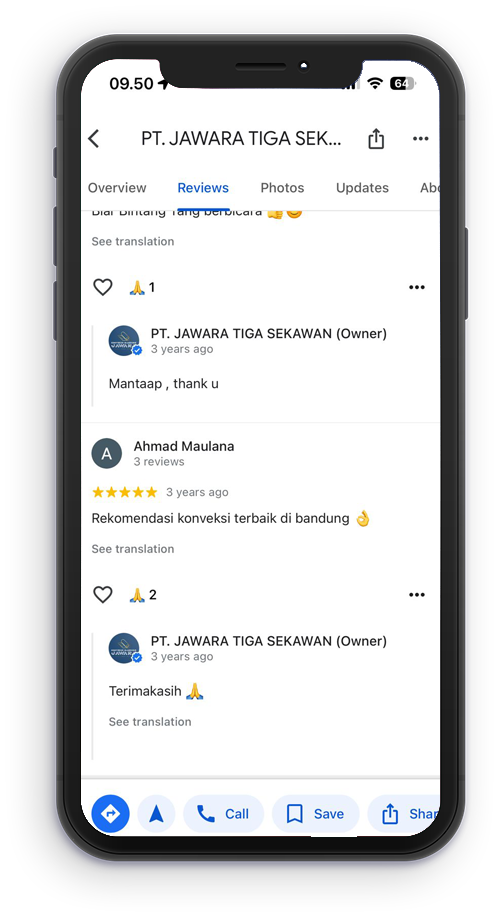 09.50
64
PT. JAWARA TIGA SEK...
Overview Reviews Photos Updates
Biar Bintang Yang berbicara 👍😊
See translation
🙏 1
PT. JAWARA TIGA SEKAWAN (Owner)
3 years ago
Mantaap , thank u
A
Ahmad Maulana
3 reviews
3 years ago
Rekomendasi konveksi terbaik di bandung 👌
See translation
🙏 2
PT. JAWARA TIGA SEKAWAN (Owner)
3 years ago
Terimakasih 🙏
See translation
Call Save